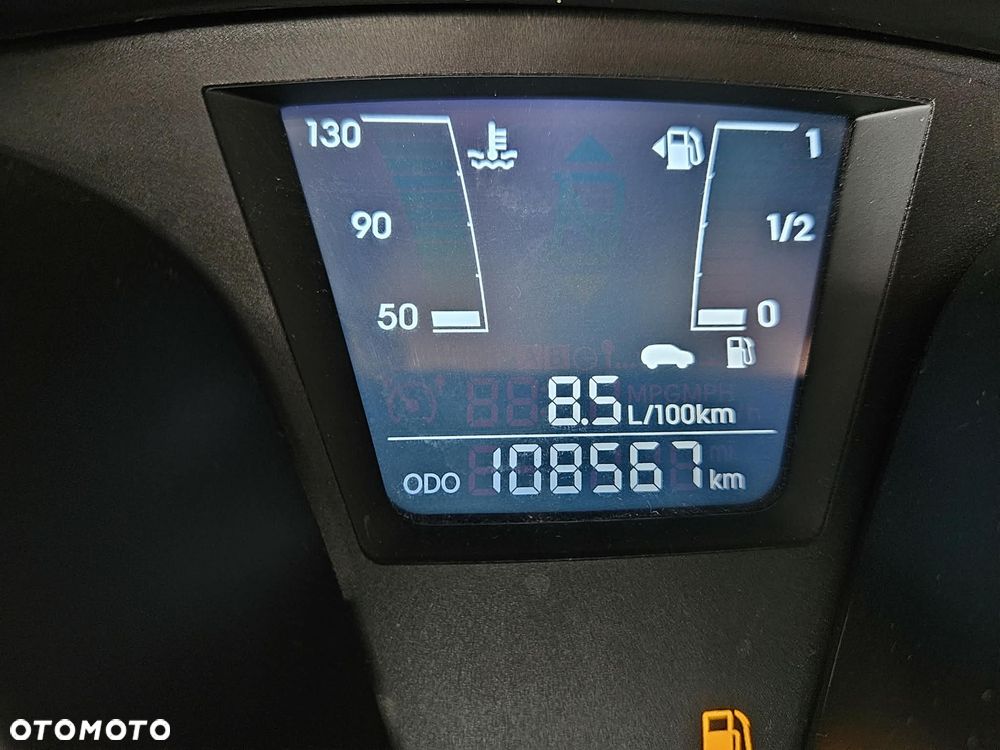 130 1
90 1/2
50 0
8.5 L/100km
ODO 108567 km
OTOMOTO